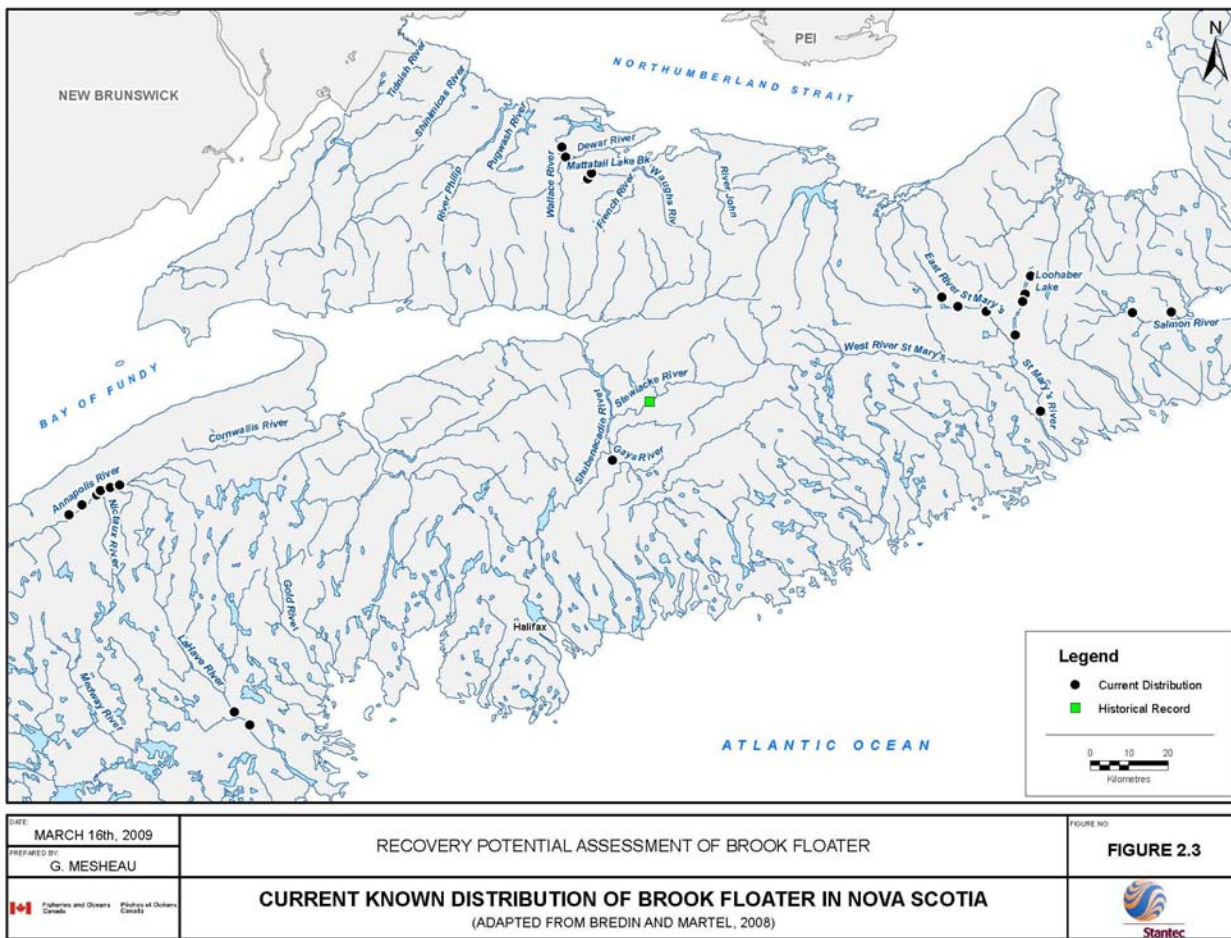 NEW BRUNSWICK
PEI
N
NORTHUMBERLAND STRAIT
Tidnish River
Shinimicas River
Pugwash River
River Philip
Wallace River
Dewar River
Mattatall Lake Bk
French River
Waughs Riv
River John
East River St Mary's
Loohaber
Lake
Salmon River
West River St Mary's
St Mary's River
BAY OF FUNDY
Stewiacke River
Shubenacadie River
Gays River
Cornwallis River
Annapolis River
Nictaux River
Gold River
LaHave River
Medway River
Halifax
ATLANTIC OCEAN
Legend
Current Distribution
Historical Record
0 10 20
Kilometres
DATE:
MARCH 16th, 2009
PREPARED BY:
G. MESHEAU
RECOVERY POTENTIAL ASSESSMENT OF BROOK FLOATER
FIGURE NO:
FIGURE 2.3
Fisheries and Oceans Pêches et Océans
Canada Canada
CURRENT KNOWN DISTRIBUTION OF BROOK FLOATER IN NOVA SCOTIA
(ADAPTED FROM BREDIN AND MARTEL, 2008)
Stantec